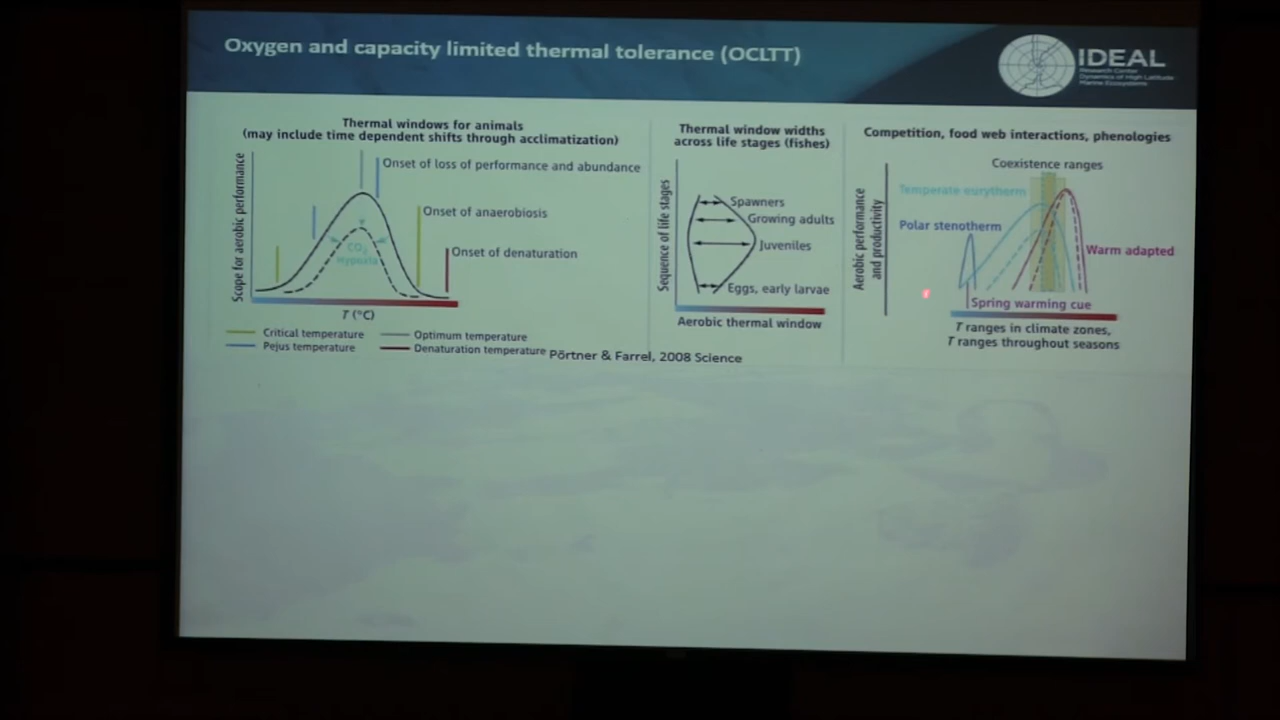 Oxygen and capacity limited thermal tolerance (OCLTT)
IDEAL
Research Center
Dynamics of High Latitude
Marine Ecosystems
Thermal windows for animals
(may include time dependent shifts through acclimatization)
Scope for aerobic performance
Onset of loss of performance and abundance
Onset of anaerobiosis
Onset of denaturation
CO2
Hypoxia
T (°C)
Critical temperature
Optimum temperature
Pejus temperature
Denaturation temperature
Pörtner & Farrel, 2008 Science
Thermal window widths
across life stages (fishes)
Sequence of life stages
Spawners
Growing adults
Juveniles
Eggs, early larvae
Aerobic thermal window
Competition, food web interactions, phenologies
Aerobic performance
and productivity
Coexistence ranges
Temperate eurytherm
Polar stenotherm
Warm adapted
Spring warming cue
T ranges in climate zones,
T ranges throughout seasons